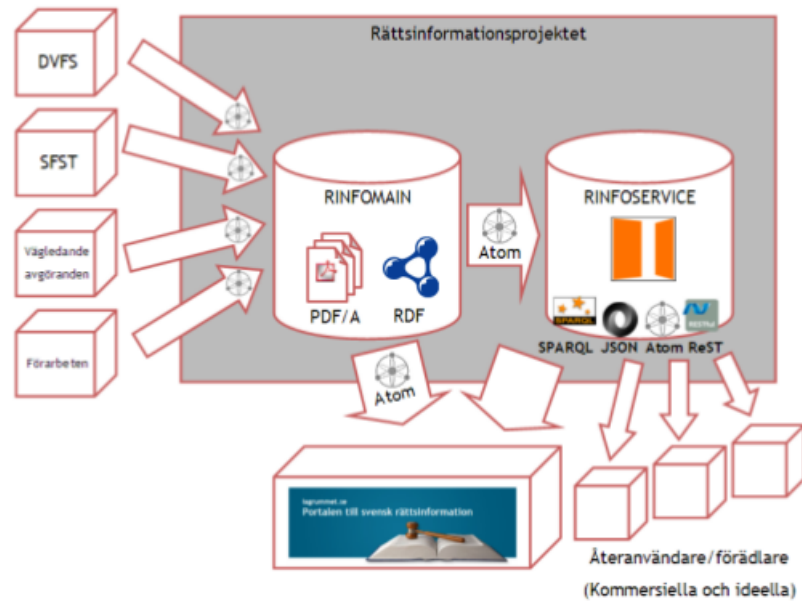 Rättsinformationsprojektet
DVFS
SFST
Vägledande
avgöranden
Förarbeten
RINFOMAIN
PDF/A
RDF
Atom
RINFOSERVICE
SPARQL
SPARQL
JSON
Atom
ReST
Atom
lagrummet.se
Portalen till svensk rättsinformation
Återanvändare/förädlare
(Kommersiella och ideella)